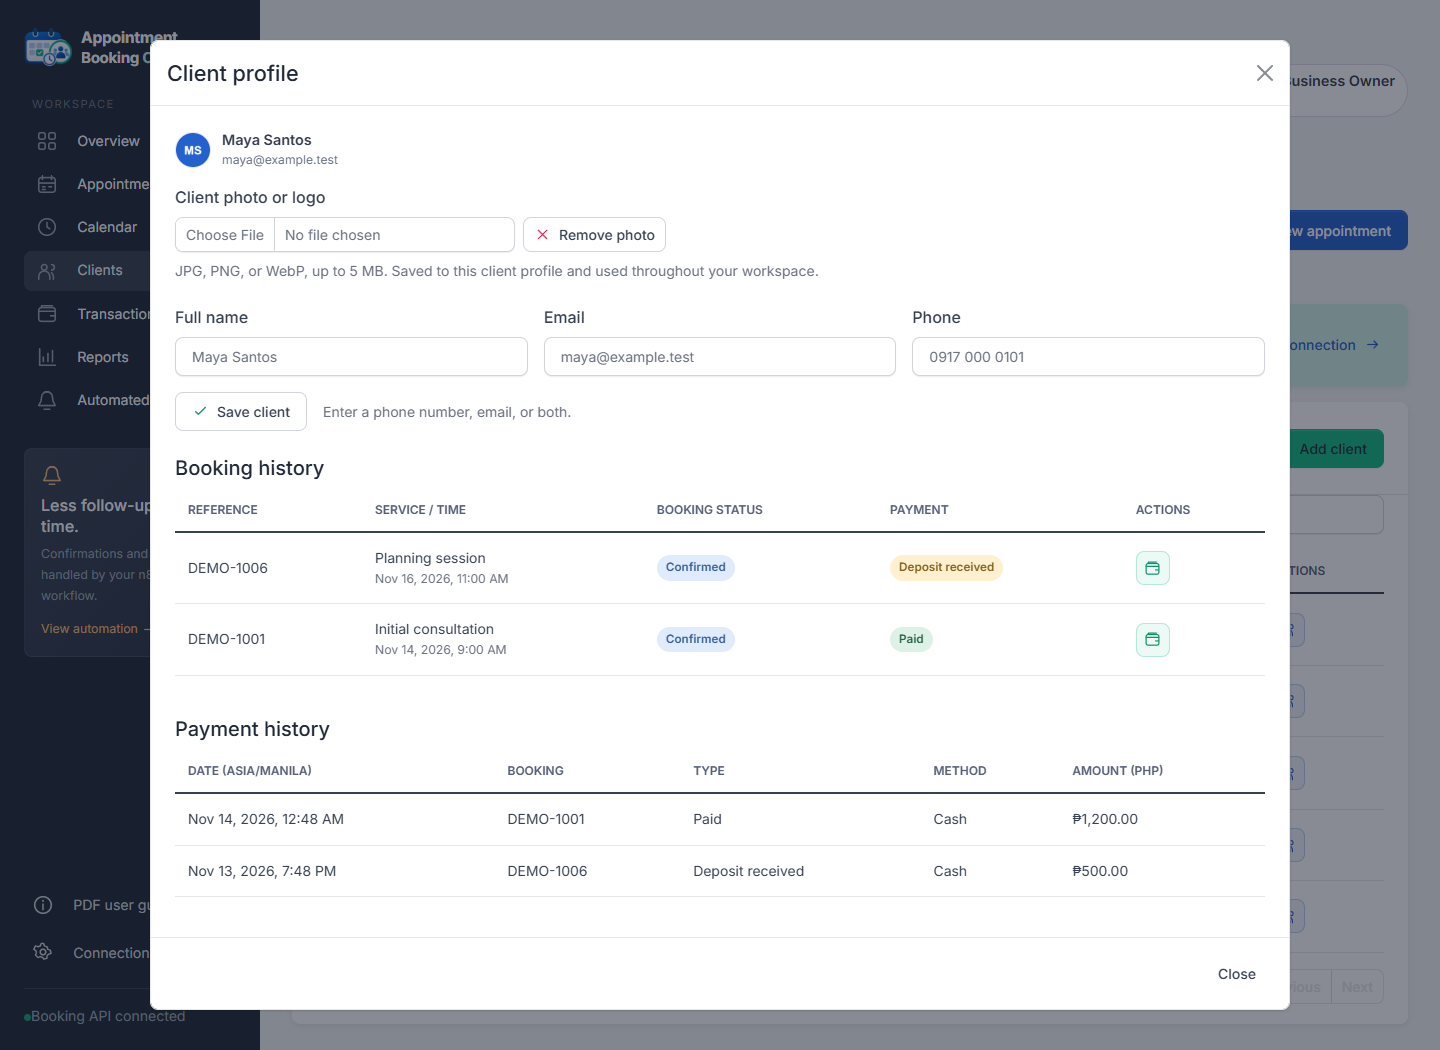 Appointment
Booking
WORKSPACE
Overview
Calendar
Clients
Reports
Automated
Less follow-up
time.
Confirmations and
handled by your
workflow.
View automation
PDF user
Connection
Booking API connected
Client profile
MS
Maya Santos
maya@example.test
Client photo or logo
Choose File No file chosen Remove photo
JPG, PNG, or WebP, up to 5 MB. Saved to this client profile and used throughout your workspace.
Full name Email Phone
Maya Santos maya@example.test 0917 000 0101
Save client Enter a phone number, email, or both.
Booking history
REFERENCE SERVICE / TIME BOOKING STATUS PAYMENT ACTIONS
DEMO-1006 Planning session Confirmed Deposit received
Nov 16, 2026, 11:00 AM
DEMO-1001 Initial consultation Confirmed Paid
Nov 14, 2026, 9:00 AM
Payment history
DATE (ASIA/MANILA) BOOKING TYPE METHOD AMOUNT (PHP)
Nov 14, 2026, 12:48 AM DEMO-1001 Paid Cash ₱1,200.00
Nov 13, 2026, 7:48 PM DEMO-1006 Deposit received Cash ₱500.00
Close
Business Owner
appointment
Add client
Next